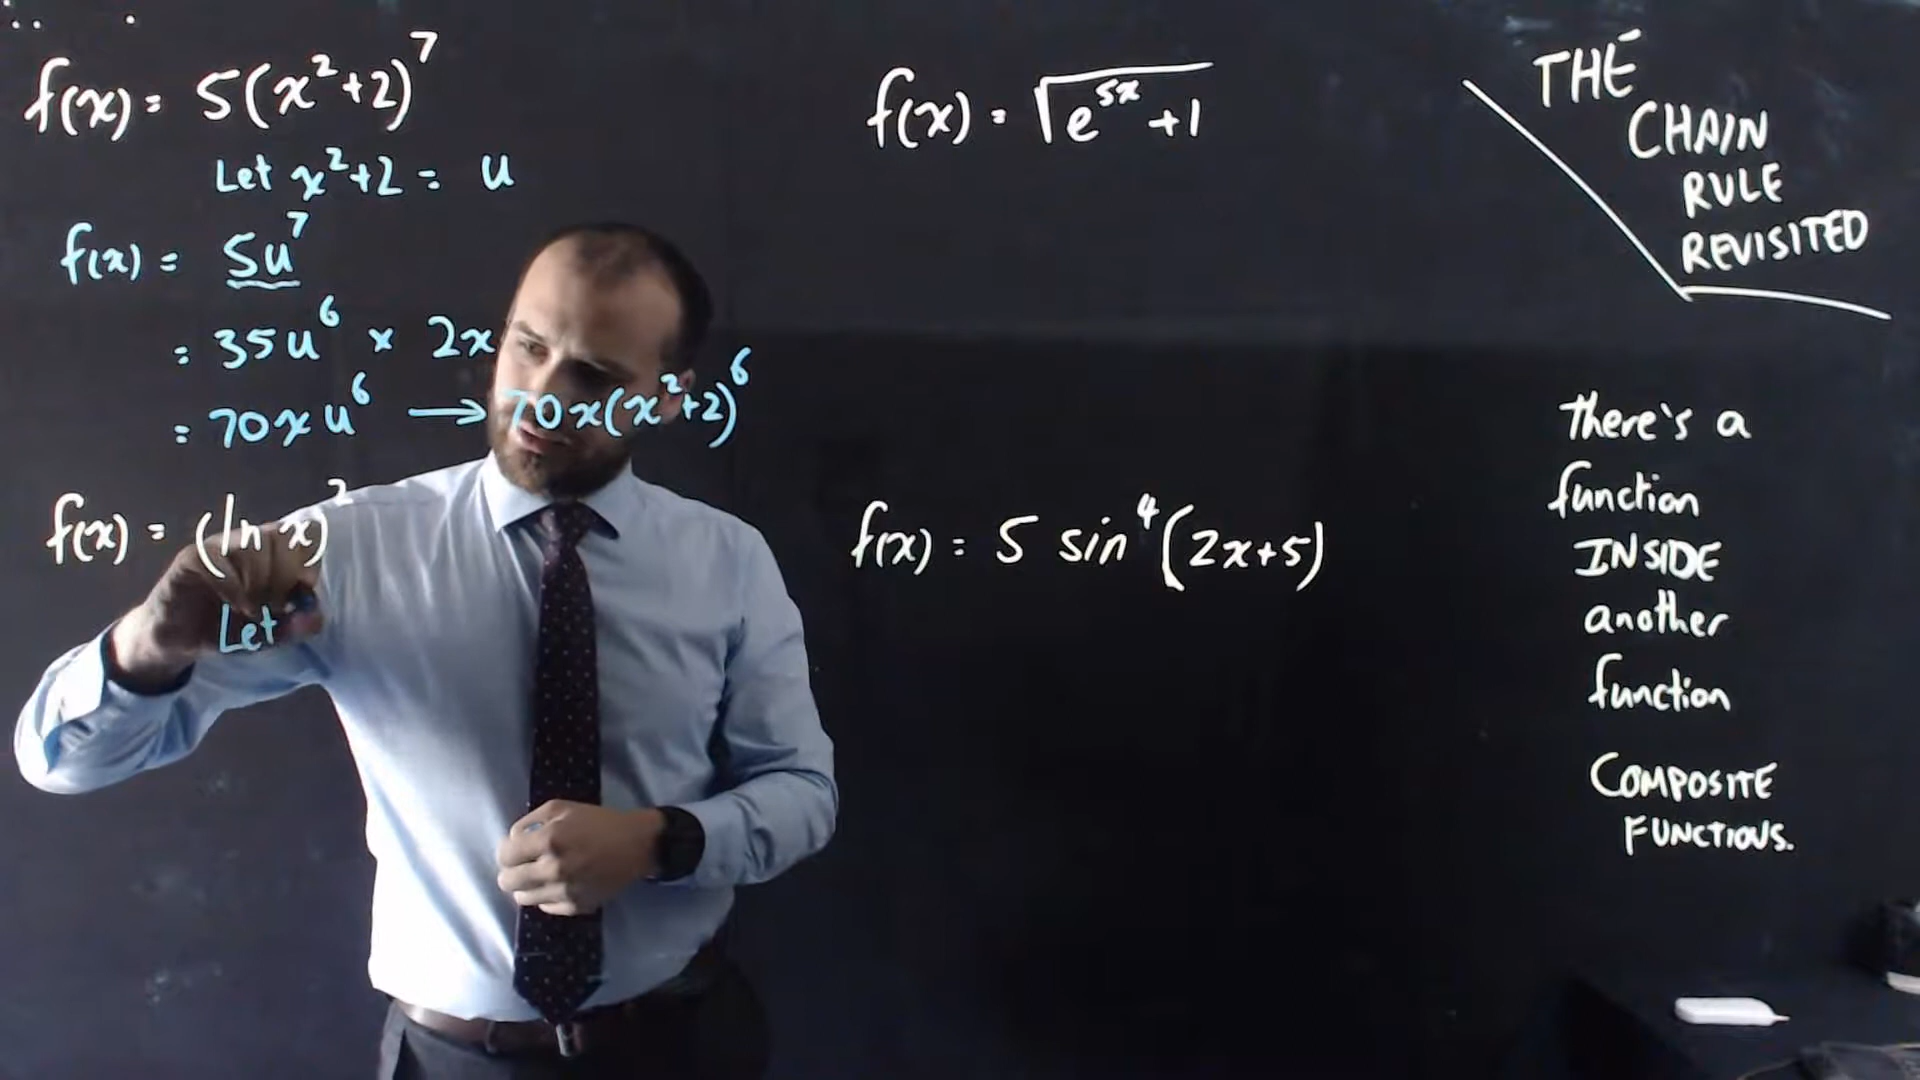 f(x) = 5(x²+2)⁷
Let x²+2 = u
f(x) = 5u⁷
= 35u⁶ × 2x
= 70xu⁶ → 70x(x²+2)⁶
f(x) = (ln x)²
Let
f(x) = √(e⁵ˣ+1)
f(x) = 5 sin⁴(2x+5)
THE
CHAIN
RULE
REVISITED
there's a
function
INSIDE
another
function
COMPOSITE
FUNCTIONS.